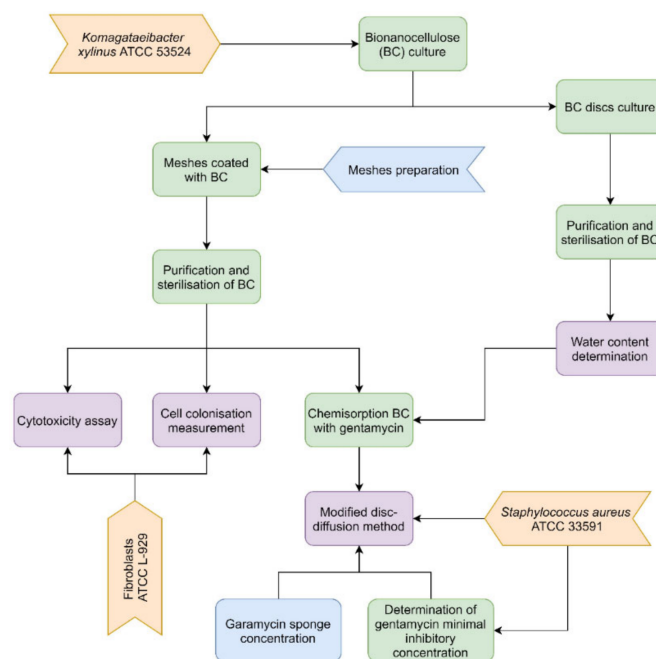 Komagataeibacter
xylinus ATCC 53524
Bionanocellulose
(BC) culture
BC discs culture
Meshes coated
with BC
Meshes preparation
Purification and
sterilisation of BC
Purification and
sterilisation of BC
Water content
determination
Cytotoxicity assay
Cell colonisation
measurement
Chemisorption BC
with gentamycin
Modified disc-
diffusion method
Staphylococcus aureus
ATCC 33591
Fibroblasts
ATCC L-929
Garamycin sponge
concentration
Determination of
gentamycin minimal
inhibitory
concentration